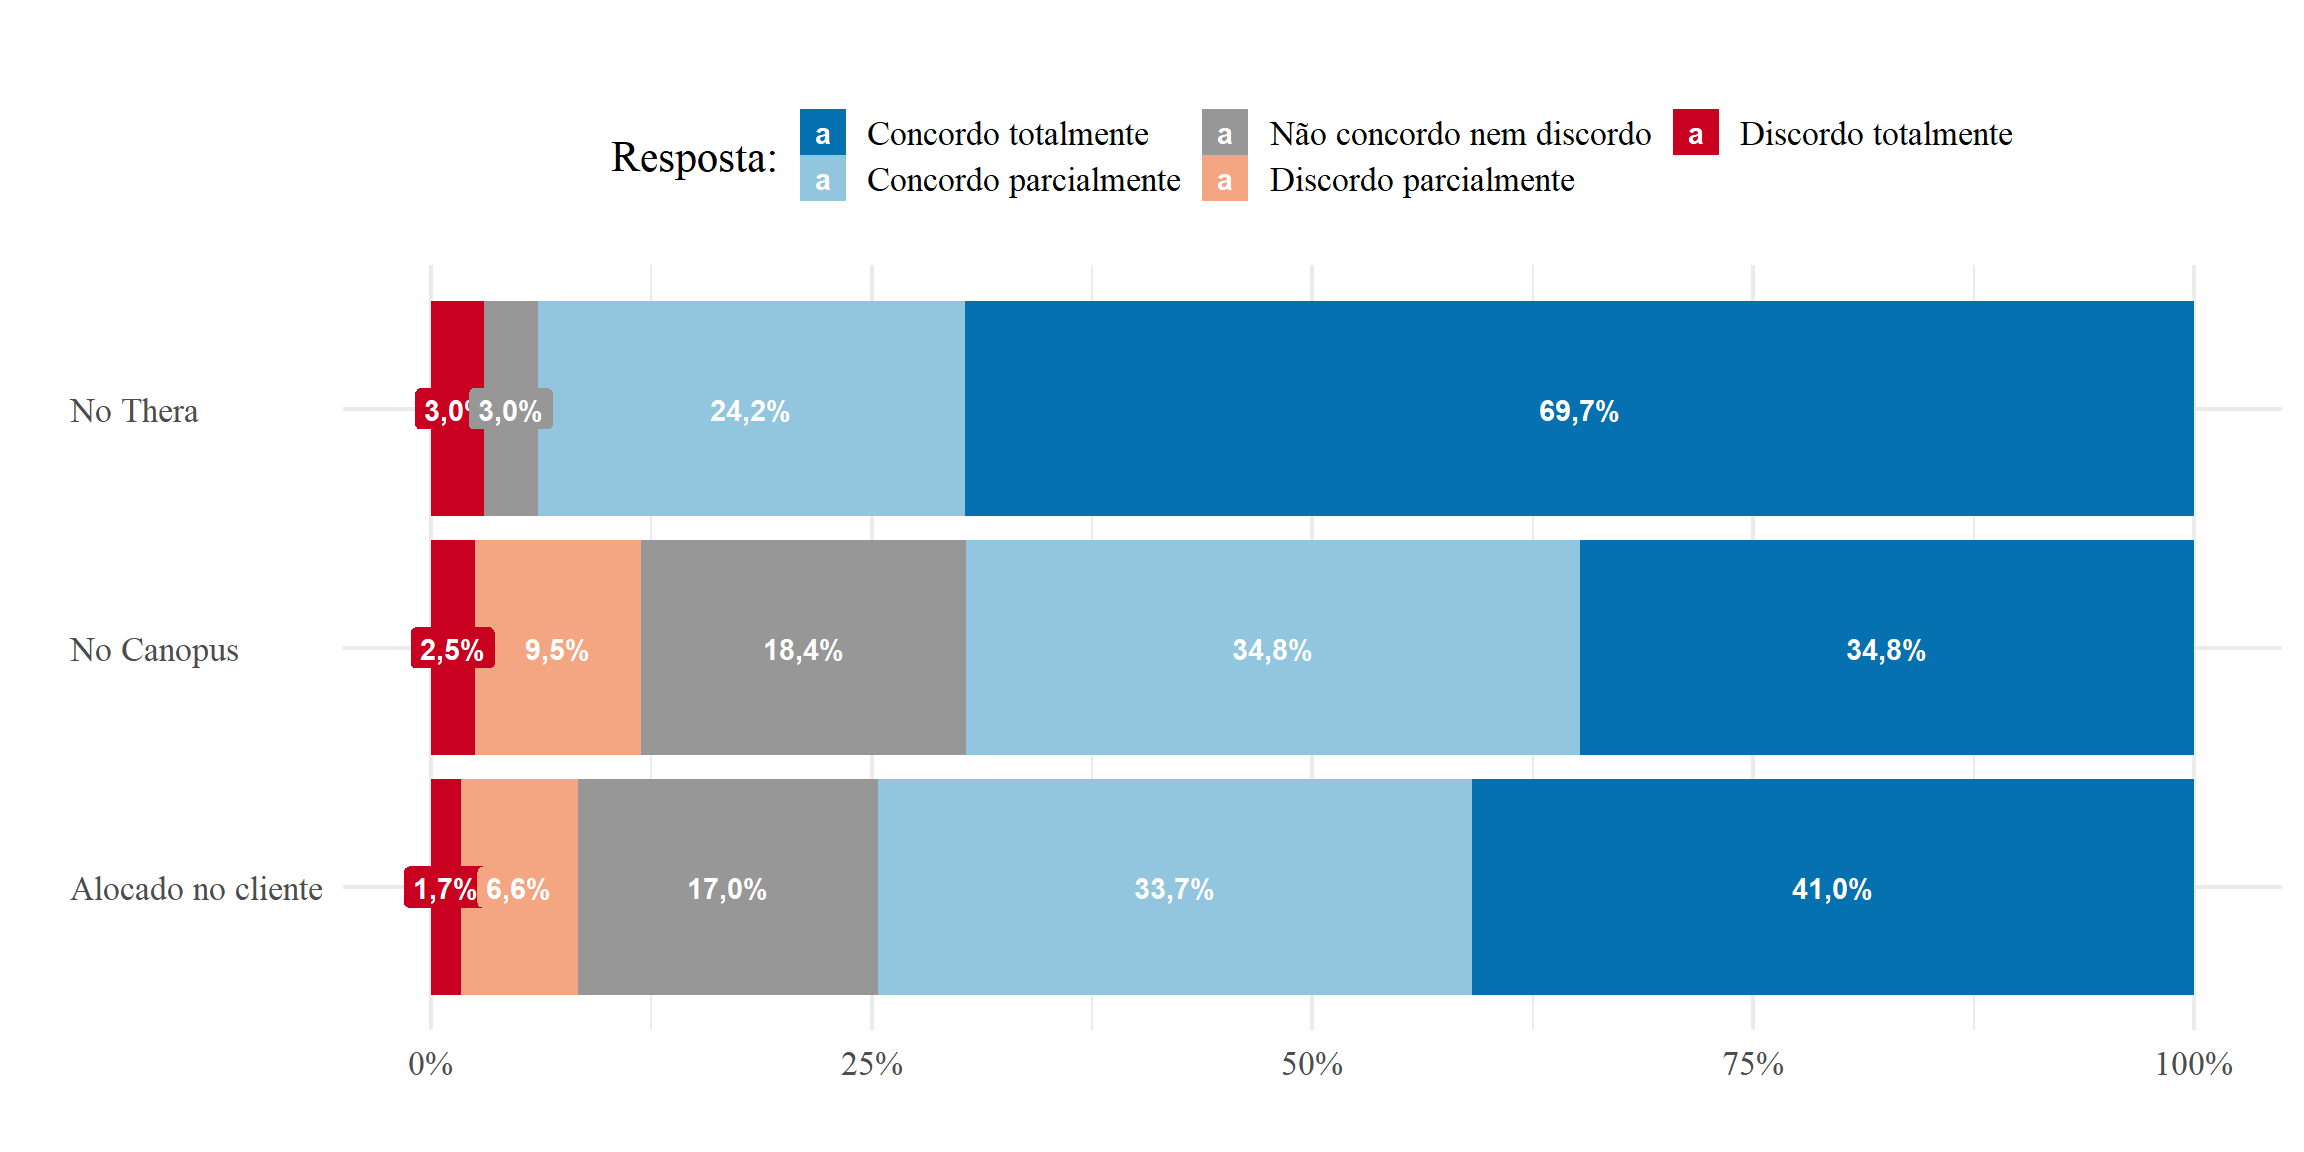 Resposta:
a Concordo totalmente
a Não concordo nem discordo
a Discordo totalmente
a Concordo parcialmente
a Discordo parcialmente
No Thera
3,0%
3,0%
24,2%
69,7%
No Canopus
2,5%
9,5%
18,4%
34,8%
34,8%
Alocado no cliente
1,7%
6,6%
17,0%
33,7%
41,0%
0%
25%
50%
75%
100%